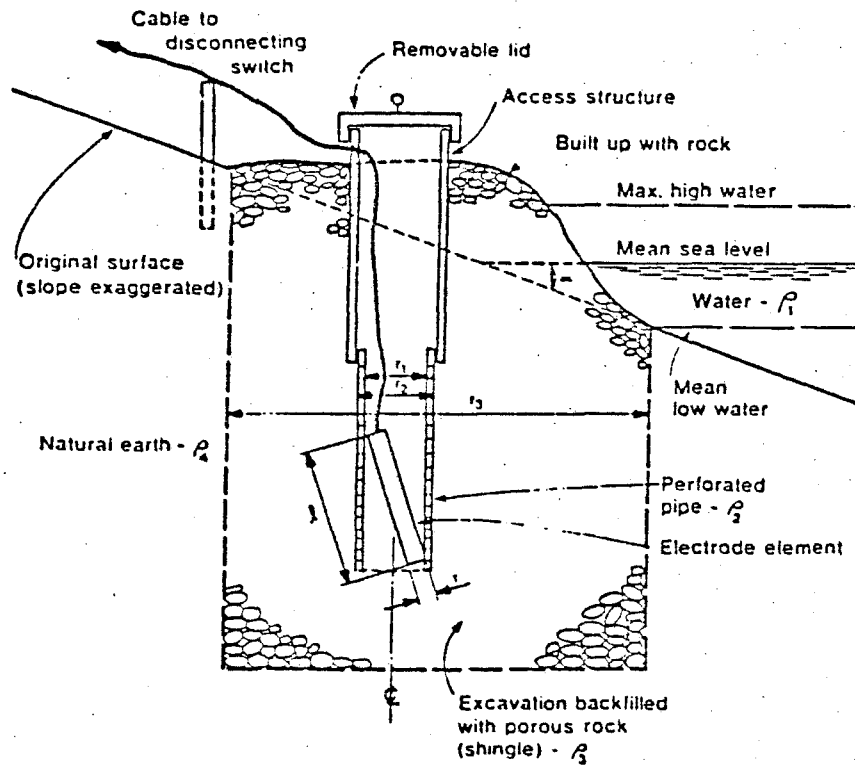 Cable to
disconnecting
switch
Removable lid
Access structure
Built up with rock
Max. high water
Mean sea level
Original surface
(slope exaggerated)
Water - ρ₁
Mean
low water
r₁
r₂
r₃
Natural earth - ρ₄
Perforated
pipe - ρ₂
Electrode element
ℓ
r
℄
Excavation backfilled
with porous rock
(shingle) - ρ₃